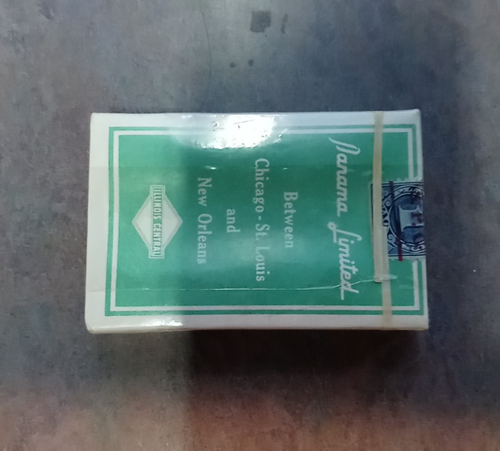 Panama Limited
Between
Chicago - St. Louis
and
New Orleans
ILLINOIS CENTRAL